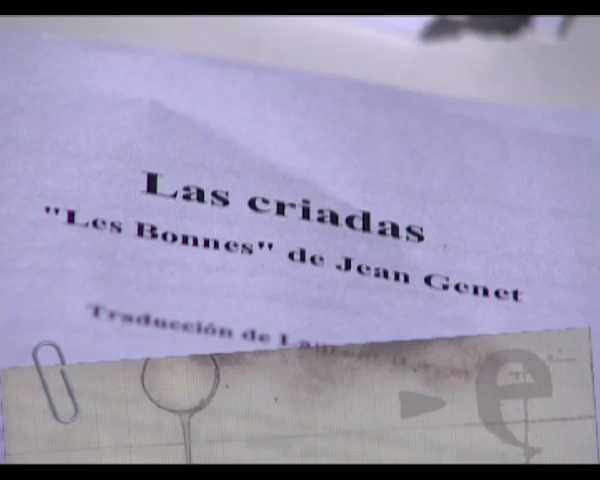 Las criadas
"Les Bonnes" de Jean Genet
Traducción de
e